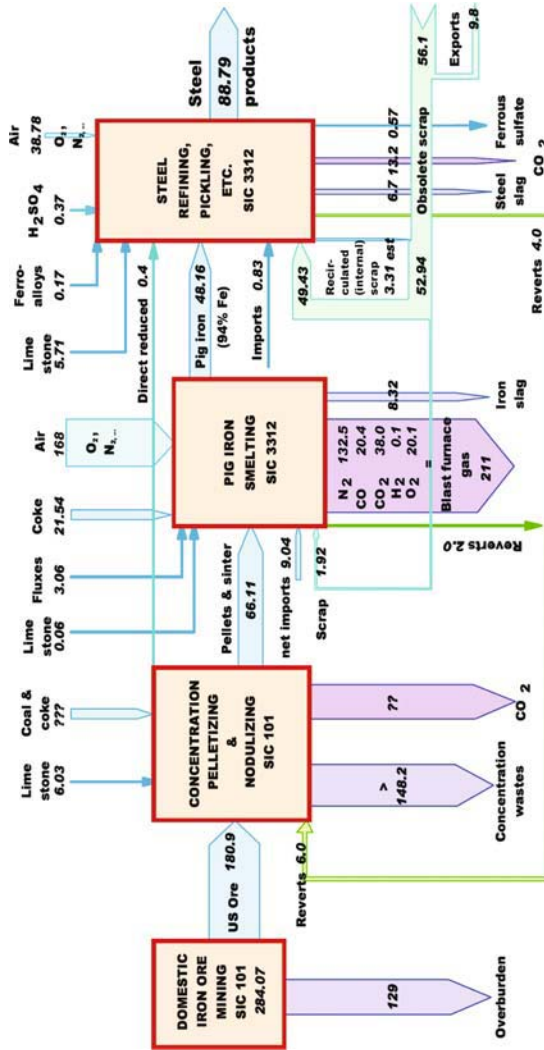 DOMESTIC
IRON ORE
MINING
SIC 101
284.07
129
Overburden
US Ore 180.9
Lime
stone
6.03
Coal &
coke
???
CONCENTRATION
PELLETIZING
&
NODULIZING
SIC 101
Reverts 6.0
>
148.2
Concentration
wastes
??
CO 2
Lime
stone
0.06
Fluxes
3.06
Coke
21.54
Air
168
O2,
N2,..
Pellets & sinter
66.11
net imports 9.04
Scrap
1.92
PIG IRON
SMELTING
SIC 3312
Reverts 2.0
N2 132.5
CO 20.4
CO2 38.0
H2 0.1
O2 20.1
=
Blast furnace
gas
211
8.32
Iron
slag
Lime
stone
5.71
Ferro-
alloys
0.17
H2SO4
0.37
Air
38.78
O2,
N2,..
Direct reduced 0.4
Pig iron 48.16
(94% Fe)
Imports 0.83
STEEL
REFINING,
PICKLING,
ETC.
SIC 3312
Steel
88.79
products
49.43
Recir-
culated
(internal)
scrap
3.31 est
52.94
6.7
13.2
0.57
Obsolete scrap
56.1
Exports
9.8
Steel
slag
CO 2
Ferrous
sulfate
Reverts 4.0